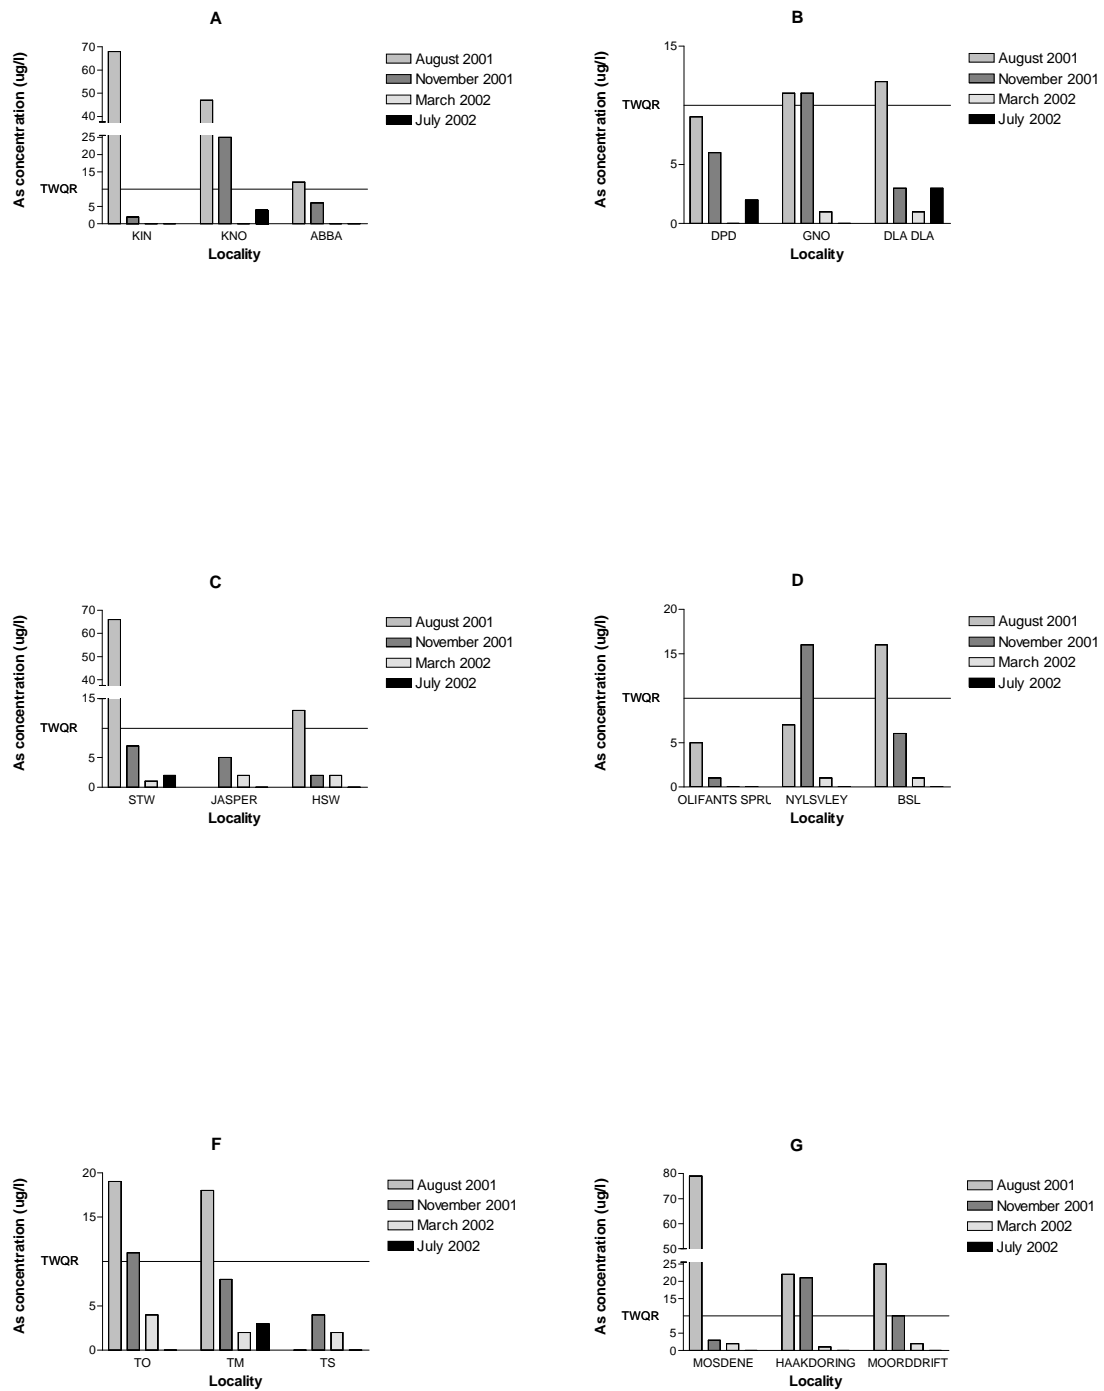 A
As concentration (ug/l)
70
60
50
40
25
20
15
TWQR
5
0
KIN KNO ABBA
Locality
August 2001
November 2001
March 2002
July 2002
B
As concentration (ug/l)
15
TWQR
5
0
DPD GNO DLA DLA
Locality
August 2001
November 2001
March 2002
July 2002
C
As concentration (ug/l)
70
60
50
40
15
TWQR
5
0
STW JASPER HSW
Locality
August 2001
November 2001
March 2002
July 2002
D
As concentration (ug/l)
20
15
TWQR
5
0
OLIFANTS SPRU NYLSVLEY BSL
Locality
August 2001
November 2001
March 2002
July 2002
F
As concentration (ug/l)
20
15
TWQR
5
0
TO TM TS
Locality
August 2001
November 2001
March 2002
July 2002
G
As concentration (ug/l)
80
70
60
50
25
20
15
TWQR
5
0
MOSDENE HAAKDORING MOORDDRIFT
Locality
August 2001
November 2001
March 2002
July 2002